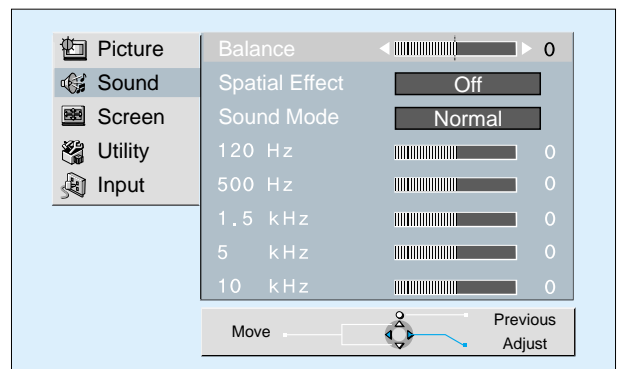 Picture
Sound
Screen
Utility
Input
Balance 0
Spatial Effect Off
Sound Mode Normal
120 Hz 0
500 Hz 0
1.5 kHz 0
5 kHz 0
10 kHz 0
Move
Previous
Adjust